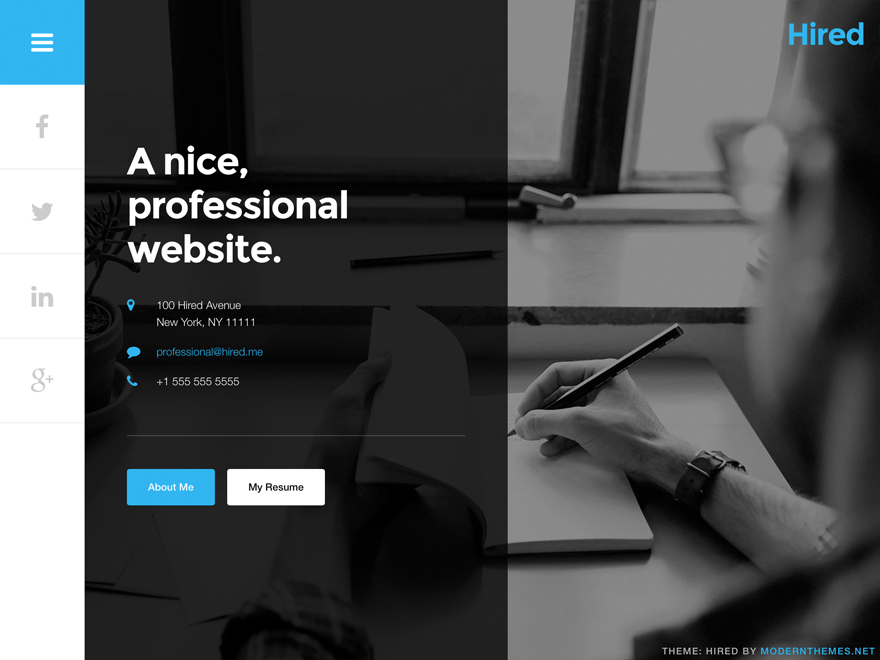 Hired
A nice,
professional
website.
100 Hired Avenue
New York, NY 11111
professional@hired.me
+1 555 555 5555
About Me
My Resume
THEME: HIRED BY MODERNTHEMES.NET